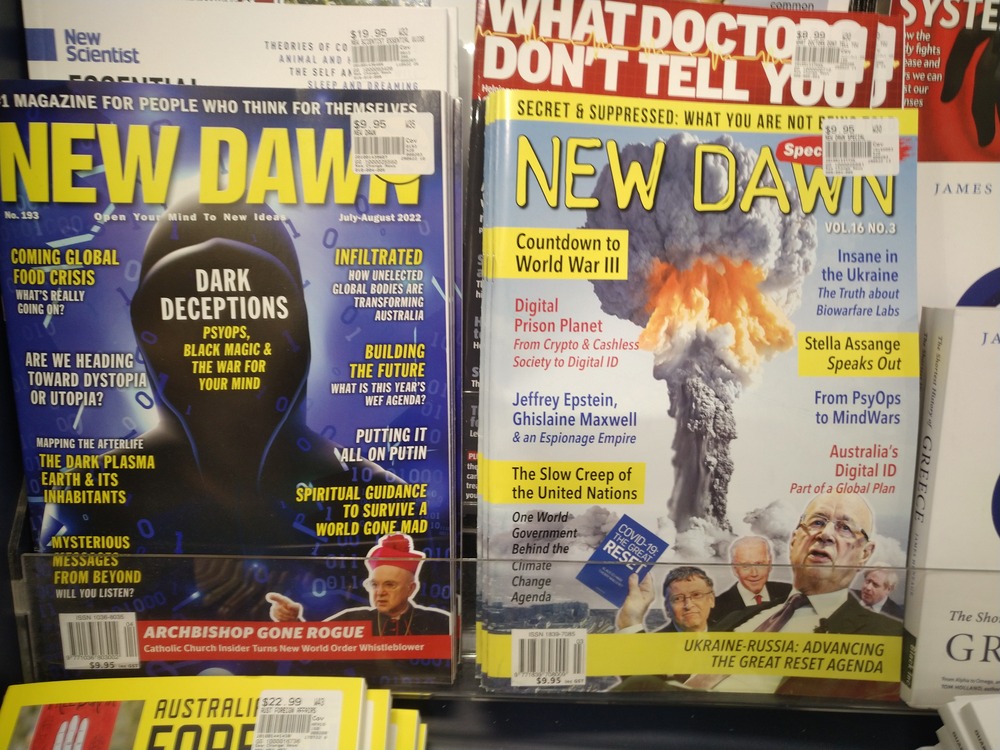 New
Scientist
ESSENTIAL
THEORIES OF CO
ANIMAL AND
THE SELF AN
SLEEP AND DREAMING
$19.95
WHAT DOCTORS
DON'T TELL YOU
$9.99
SYSTE
common
#1 MAGAZINE FOR PEOPLE WHO THINK FOR THEMSELVES
NEW DAWN
$9.95
No. 193
Open Your Mind To New Ideas
July-August 2022
COMING GLOBAL
FOOD CRISIS
WHAT'S REALLY
GOING ON?
ARE WE HEADING
TOWARD DYSTOPIA
OR UTOPIA?
MAPPING THE AFTERLIFE
THE DARK PLASMA
EARTH & ITS
INHABITANTS
MYSTERIOUS
MESSAGES
FROM BEYOND
WILL YOU LISTEN?
DARK
DECEPTIONS
PSYOPS,
BLACK MAGIC &
THE WAR FOR
YOUR MIND
INFILTRATED
HOW UNELECTED
GLOBAL BODIES ARE
TRANSFORMING
AUSTRALIA
BUILDING
THE FUTURE
WHAT IS THIS YEAR'S
WEF AGENDA?
PUTTING IT
ALL ON PUTIN
SPIRITUAL GUIDANCE
TO SURVIVE A
WORLD GONE MAD
ARCHBISHOP GONE ROGUE
Catholic Church Insider Turns New World Order Whistleblower
$9.95
SECRET & SUPPRESSED: WHAT YOU ARE NOT
NEW DAWN
Spec
$9.95
VOL.16 NO.3
Countdown to
World War III
Digital
Prison Planet
From Crypto & Cashless
Society to Digital ID
Jeffrey Epstein,
Ghislaine Maxwell
& an Espionage Empire
The Slow Creep of
the United Nations
One World
Government
Behind the
Climate
Change
Agenda
Insane in
the Ukraine
The Truth about
Biowarfare Labs
Stella Assange
Speaks Out
From PsyOps
to MindWars
Australia's
Digital ID
Part of a Global Plan
COVID-19:
THE GREAT
RESET
UKRAINE-RUSSIA: ADVANCING
THE GREAT RESET AGENDA
$9.95
JAMES
JA
GREECE
The Sho
GR
$22.99
AUSTRALI